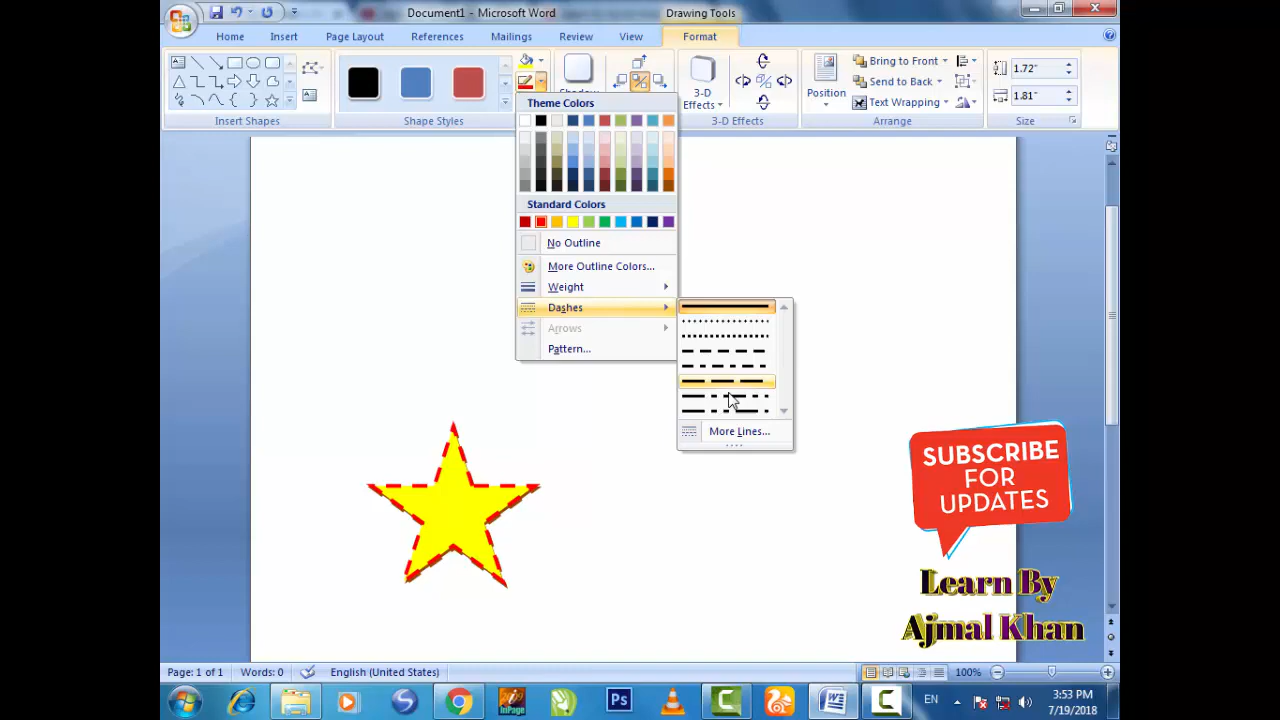 Document1 - Microsoft Word
Drawing Tools
Home
Insert
Page Layout
References
Mailings
Review
View
Format
Position
3-D
Effects
Bring to Front
Send to Back
Text Wrapping
1.72"
1.81"
Insert Shapes
Shape Styles
3-D Effects
Arrange
Size
Theme Colors
Standard Colors
No Outline
More Outline Colors...
Weight
Dashes
Arrows
Pattern...
More Lines...
SUBSCRIBE
FOR
UPDATES
Learn By
Ajmal Khan
Page: 1 of 1
Words: 0
English (United States)
100%
InPage
Ps
EN
3:53 PM
7/19/2018